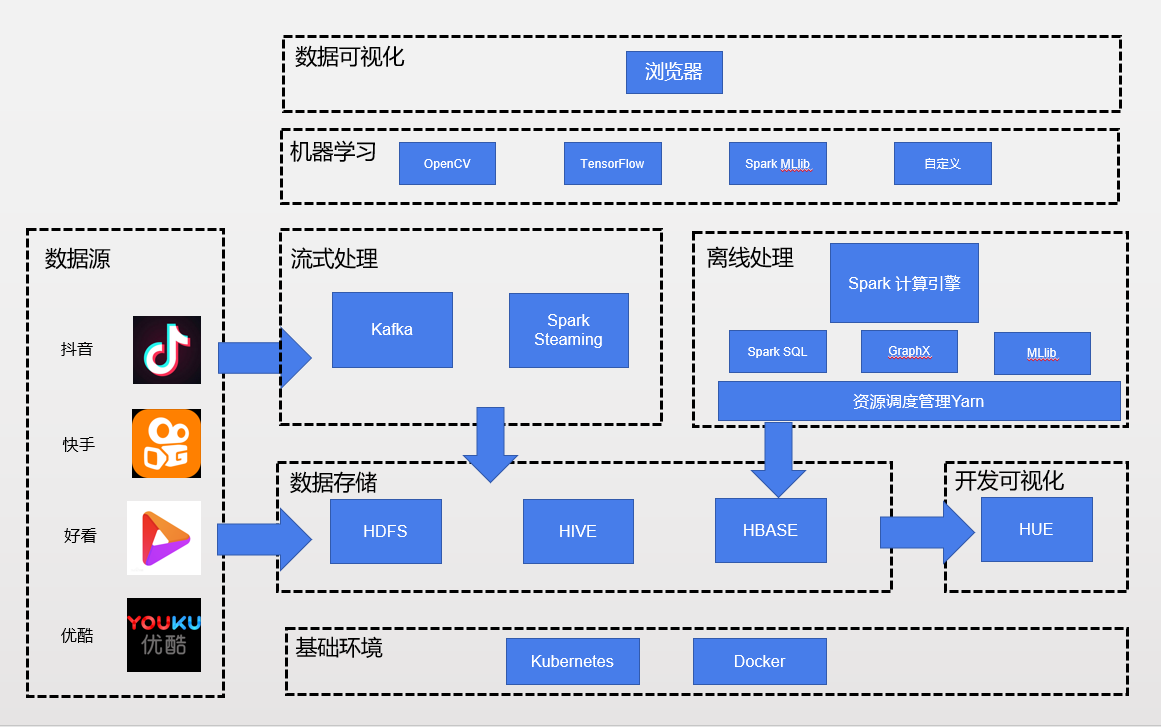 数据可视化
浏览器
机器学习
OpenCV
TensorFlow
Spark MLlib
自定义
数据源
抖音
快手
好看
YOUKU
优酷
优酷
流式处理
Kafka
Spark
Steaming
离线处理
Spark 计算引擎
Spark SQL
GraphX
MLlib
资源调度管理Yarn
数据存储
HDFS
HIVE
HBASE
开发可视化
HUE
基础环境
Kubernetes
Docker